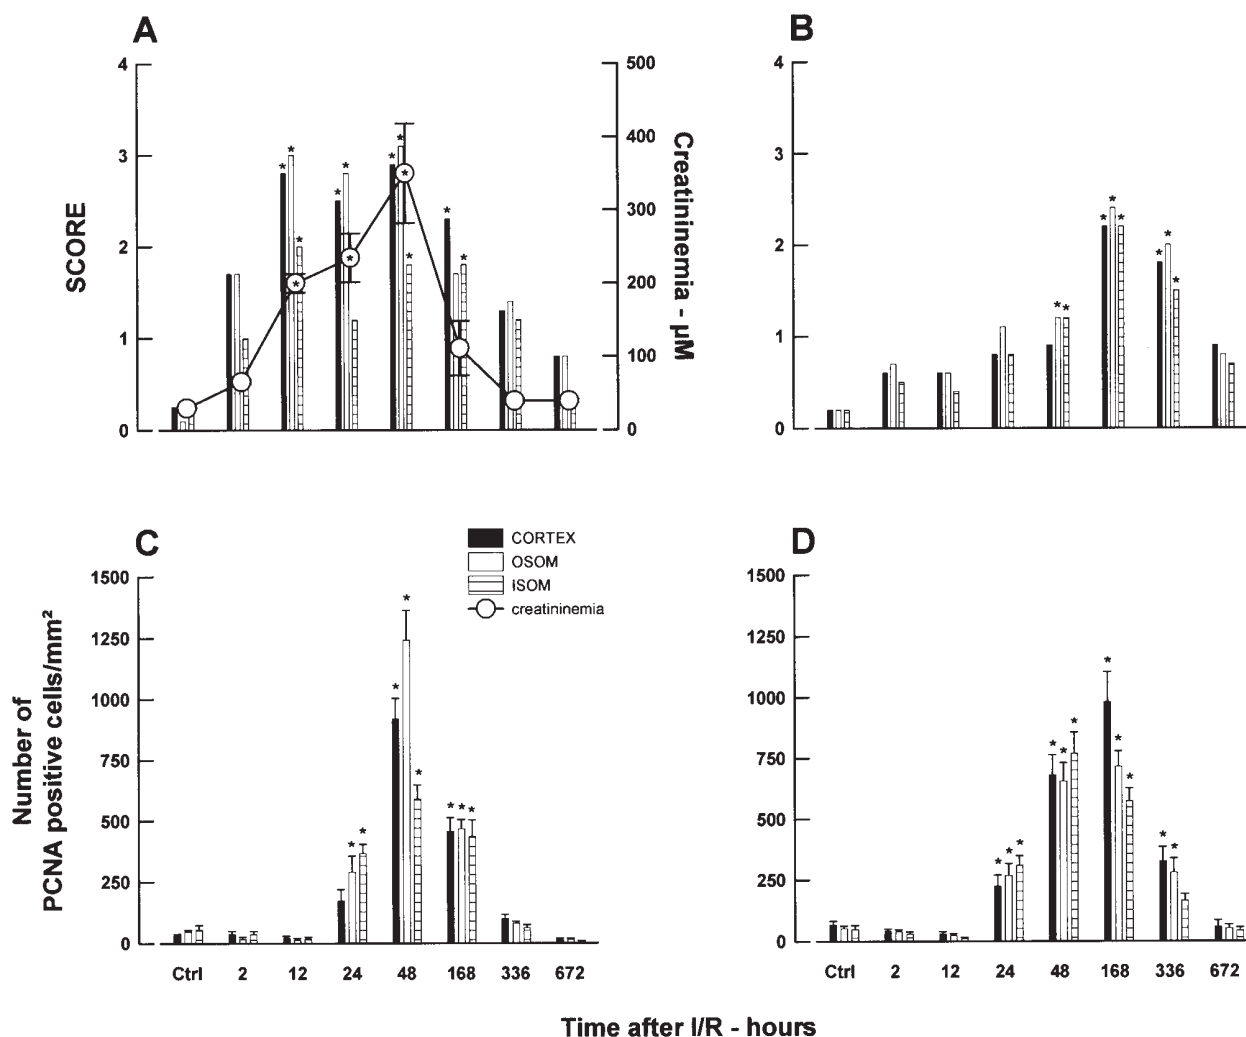 A
B
4
3
2
1
0
SCORE
500
400
300
200
100
0
Creatininemia - µM
4
3
2
1
0
C
D
CORTEX
OSOM
ISOM
creatininemia
1500
1250
1000
750
500
250
0
Number of
PCNA positive cells/mm²
1500
1250
1000
750
500
250
0
Ctrl 2 12 24 48 168 336 672
Ctrl 2 12 24 48 168 336 672
Time after I/R - hours